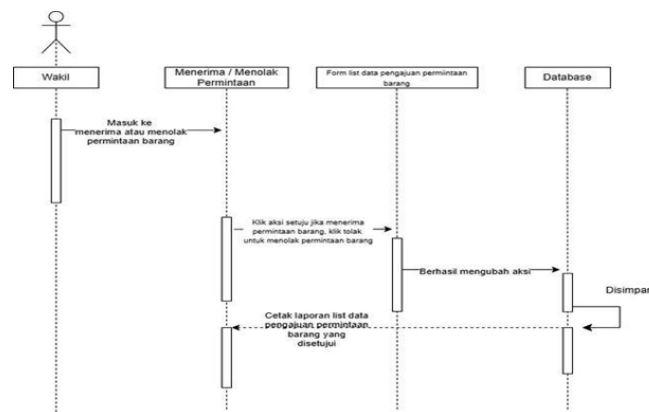 Wakil
Menerima / Menolak
Permintaan
Form list data pengajuan permiintaan
barang
Database
Masuk ke
menerima atau menolak
permintaan barang
Klik aksi setuju jika menerima
permintaan barang, klik tolak
untuk menolak permintaan barang
Berhasil mengubah aksi
Disimpan
Cetak laporan list data
pengajuan permintaan
barang yang
disetujui